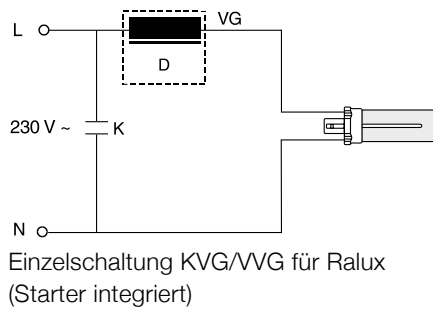 L
VG
D
230 V ~
K
N
Einzelschaltung KVG/VVG für Ralux
(Starter integriert)